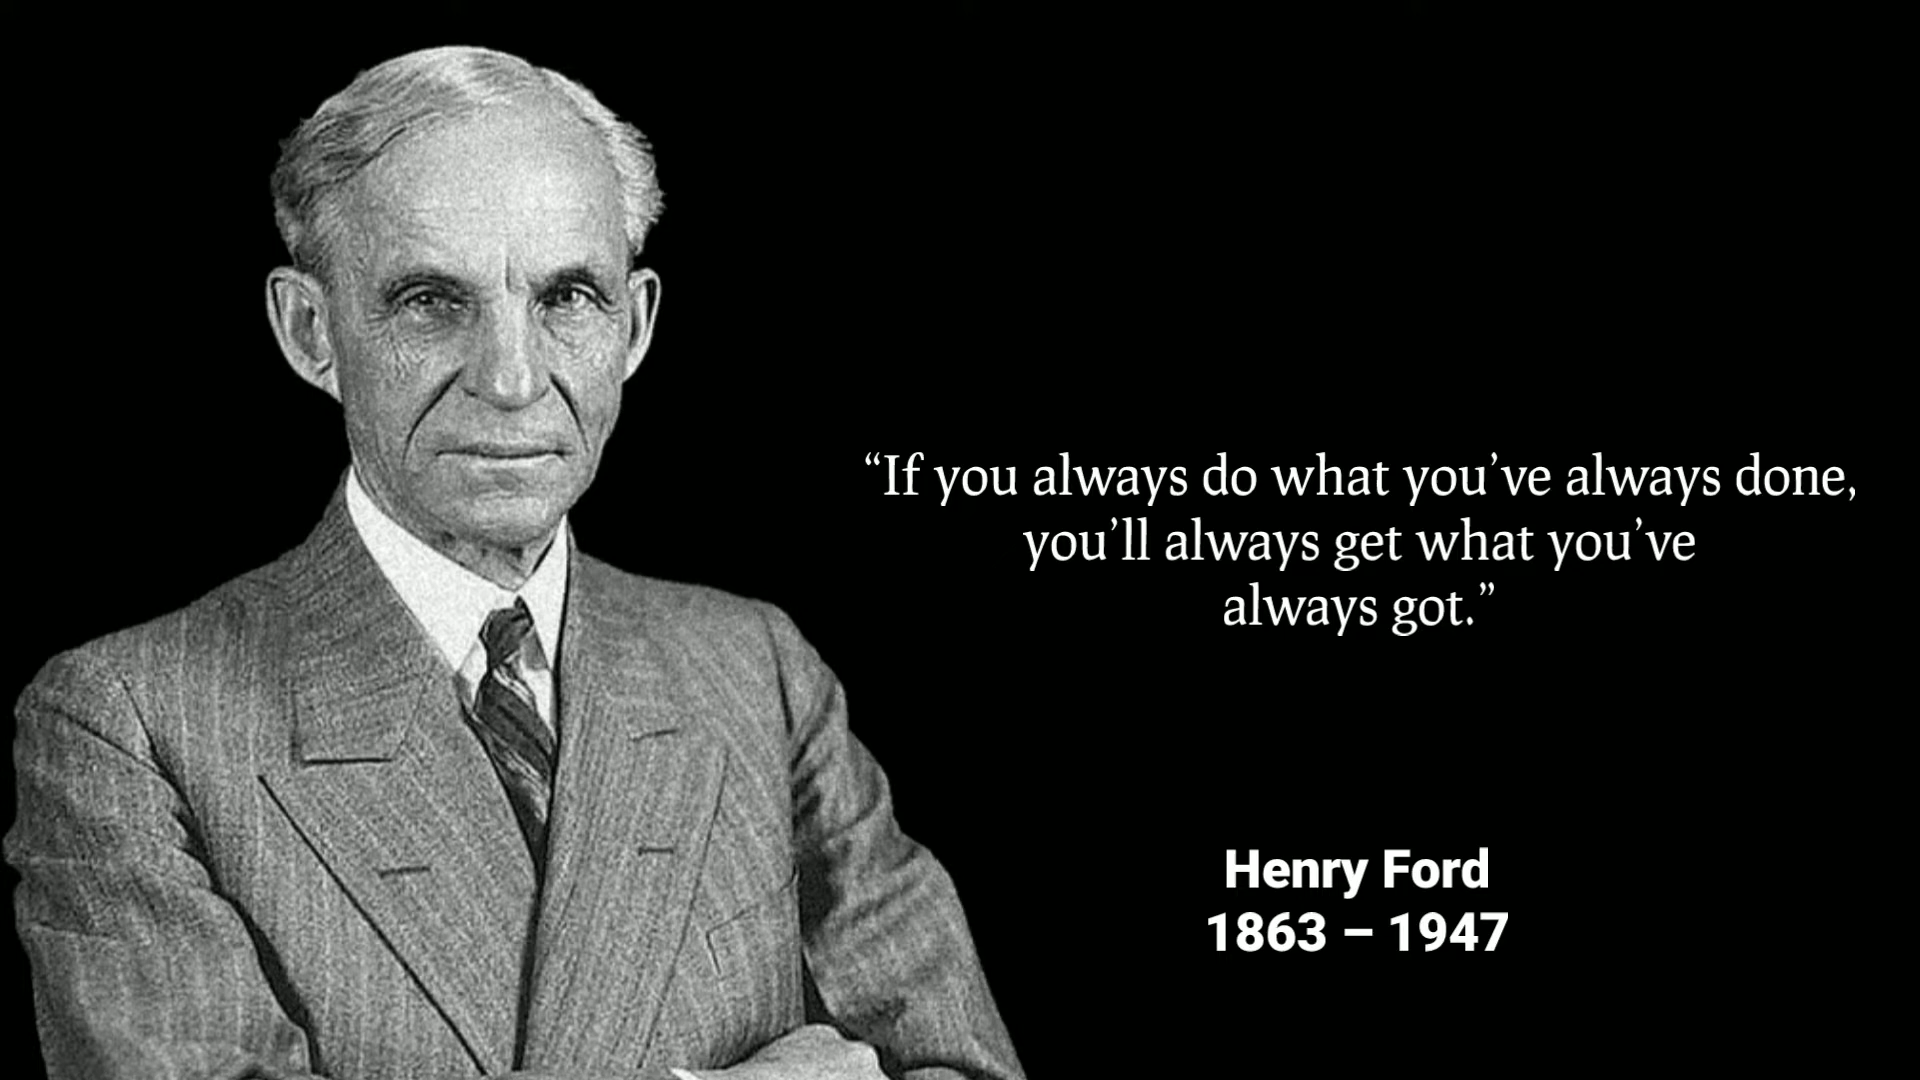 “If you always do what you’ve always done,
you’ll always get what you’ve
always got.”
Henry Ford
1863 – 1947